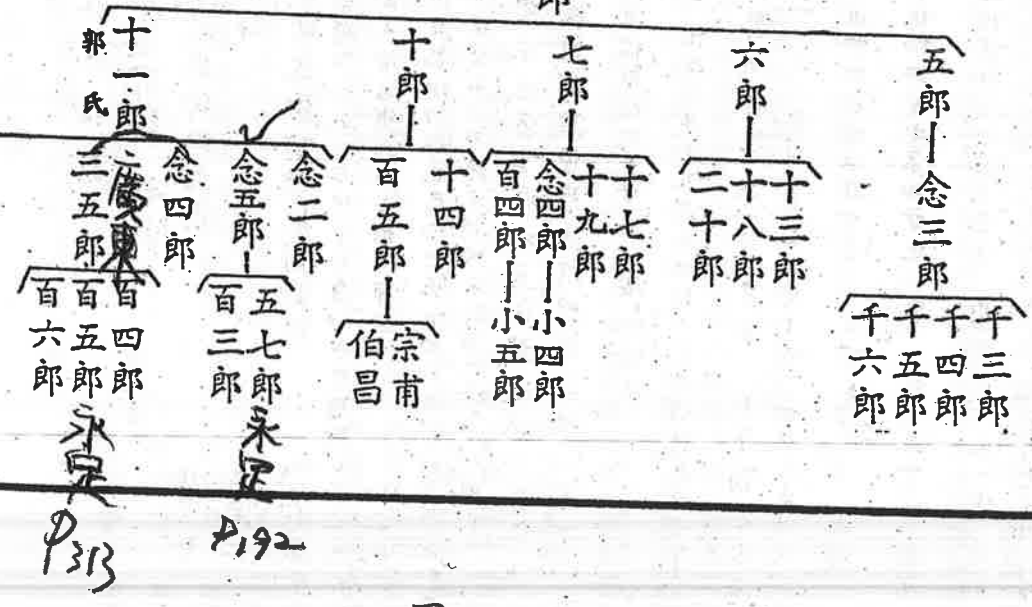 郎
五郎
念三郎
千三郎
千四郎
千五郎
千六郎
六郎
十三郎
十八郎
二十郎
七郎
十七郎
十九郎
念四郎
小四郎
百四郎
小五郎
十郎
十四郎
百五郎
宗甫
伯昌
十一郎
郭氏
念二郎
念五郎
五七郎
百三郎
永定
P192
念四郎
三五郎
廣東
百四郎
百五郎
百六郎
永定
P313